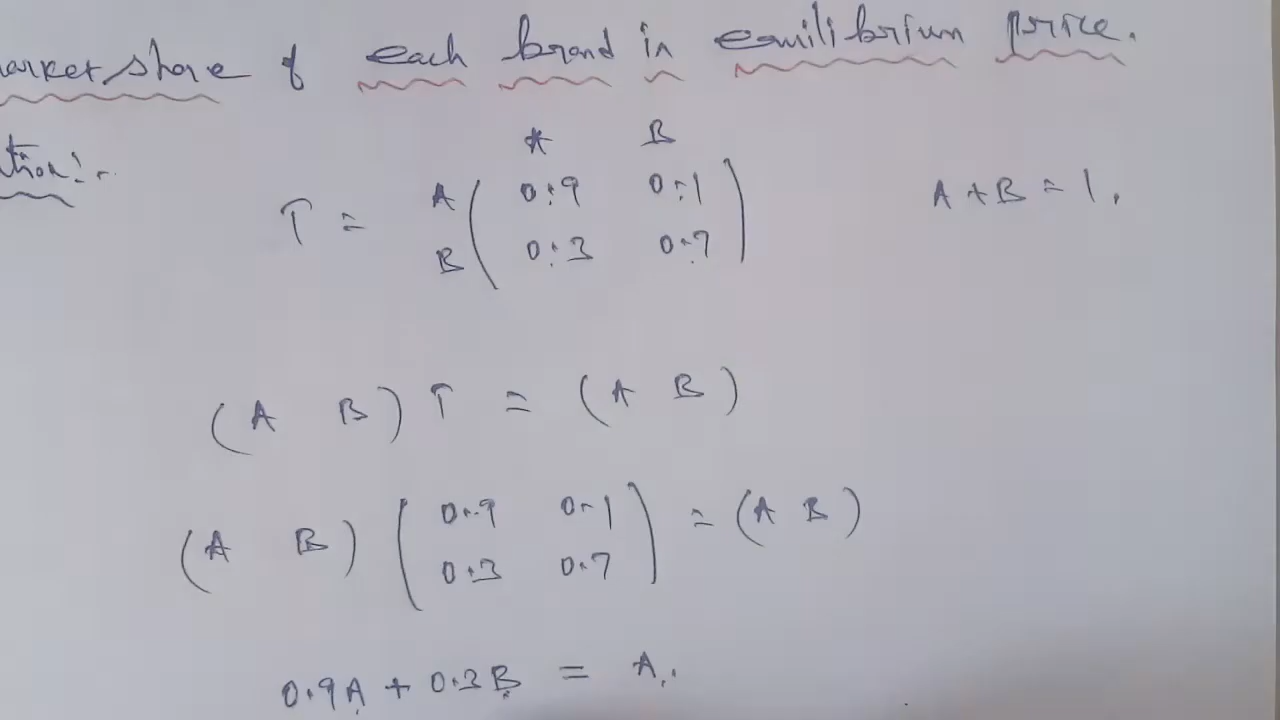 market share of each brand in equilibrium price.
tion:-
A B
T = A ( 0.9 0.1 ) A + B = 1.
B ( 0.3 0.7 )
(A B) T = (A B)
(A B) ( 0.9 0.1 ) = (A B)
( 0.3 0.7 )
0.9A + 0.3B = A.